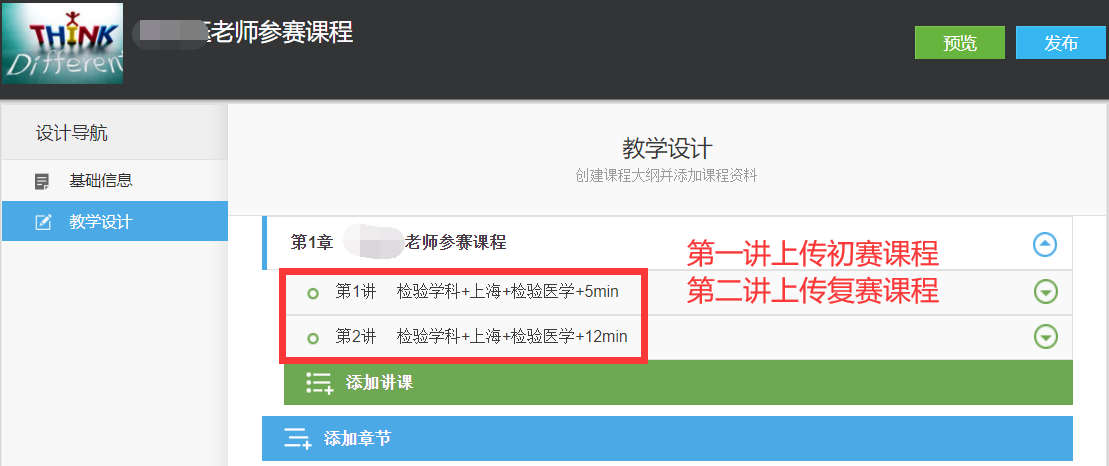 THINK
Different
老师参赛课程
预览
发布
设计导航
基础信息
教学设计
教学设计
创建课程大纲并添加课程资料
第1章 老师参赛课程
第一讲上传初赛课程
第1讲 检验学科+上海+检验医学+5min
第二讲上传复赛课程
第2讲 检验学科+上海+检验医学+12min
添加讲课
添加章节